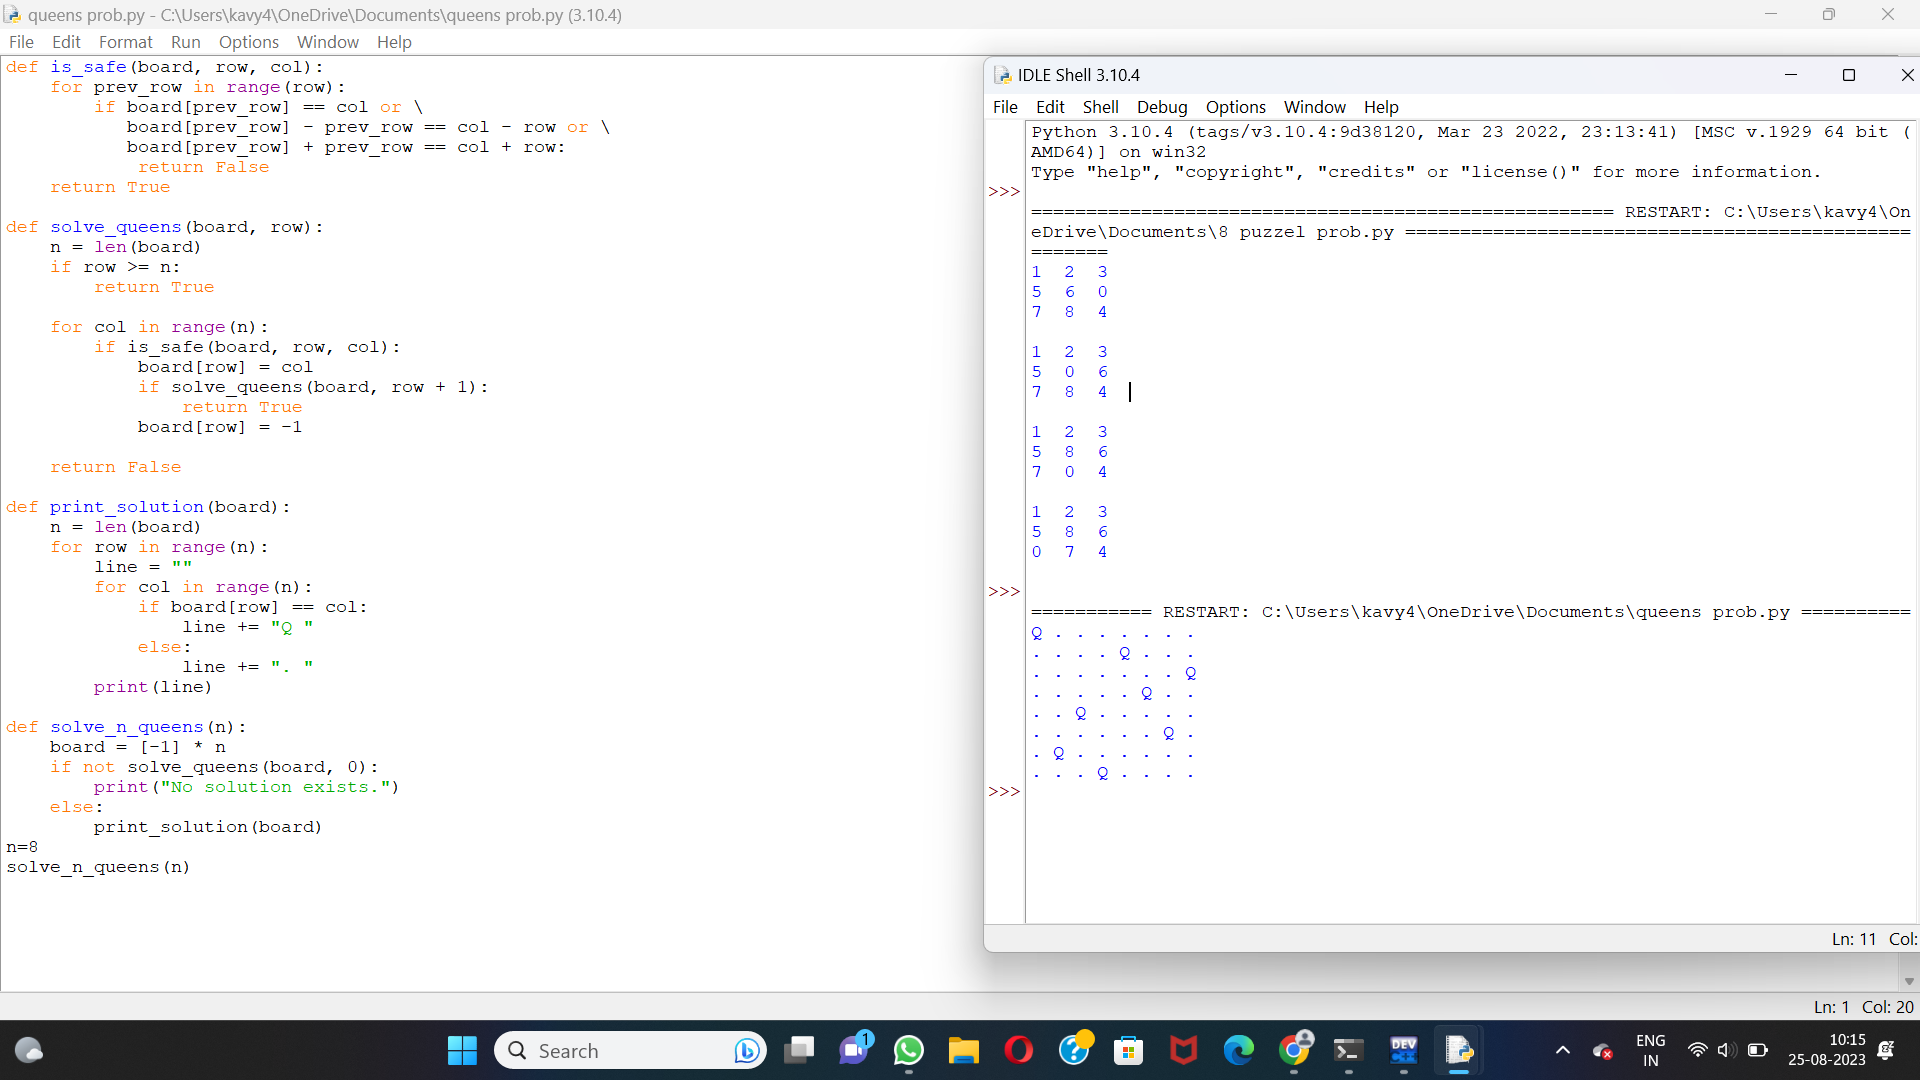 queens prob.py - C:\Users\kavy4\OneDrive\Documents\queens prob.py (3.10.4)
File Edit Format Run Options Window Help
def is_safe(board, row, col):
    for prev_row in range(row):
        if board[prev_row] == col or \
           board[prev_row] - prev_row == col - row or \
           board[prev_row] + prev_row == col + row:
            return False
    return True

def solve_queens(board, row):
    n = len(board)
    if row >= n:
        return True

    for col in range(n):
        if is_safe(board, row, col):
            board[row] = col
            if solve_queens(board, row + 1):
                return True
            board[row] = -1

    return False

def print_solution(board):
    n = len(board)
    for row in range(n):
        line = ""
        for col in range(n):
            if board[row] == col:
                line += "Q "
            else:
                line += ". "
        print(line)

def solve_n_queens(n):
    board = [-1] * n
    if not solve_queens(board, 0):
        print("No solution exists.")
    else:
        print_solution(board)
n=8
solve_n_queens(n)
Ln: 1 Col: 20
IDLE Shell 3.10.4
File Edit Shell Debug Options Window Help
Python 3.10.4 (tags/v3.10.4:9d38120, Mar 23 2022, 23:13:41) [MSC v.1929 64 bit (
AMD64)] on win32
Type "help", "copyright", "credits" or "license()" for more information.
>>>
===================================================== RESTART: C:\Users\kavy4\On
eDrive\Documents\8 puzzel prob.py ==============================================
=======
1 2 3
5 6 0
7 8 4

1 2 3
5 0 6
7 8 4

1 2 3
5 8 6
7 0 4

1 2 3
5 8 6
0 7 4

>>>
=========== RESTART: C:\Users\kavy4\OneDrive\Documents\queens prob.py ==========
Q . . . . . . .
. . . . Q . . .
. . . . . . . Q
. . . . . Q . .
. . Q . . . . .
. . . . . . Q .
. Q . . . . . .
. . . Q . . . .
>>>
Ln: 11 Col:
Search
1
DEV
C++
ENG
IN
10:15
25-08-2023